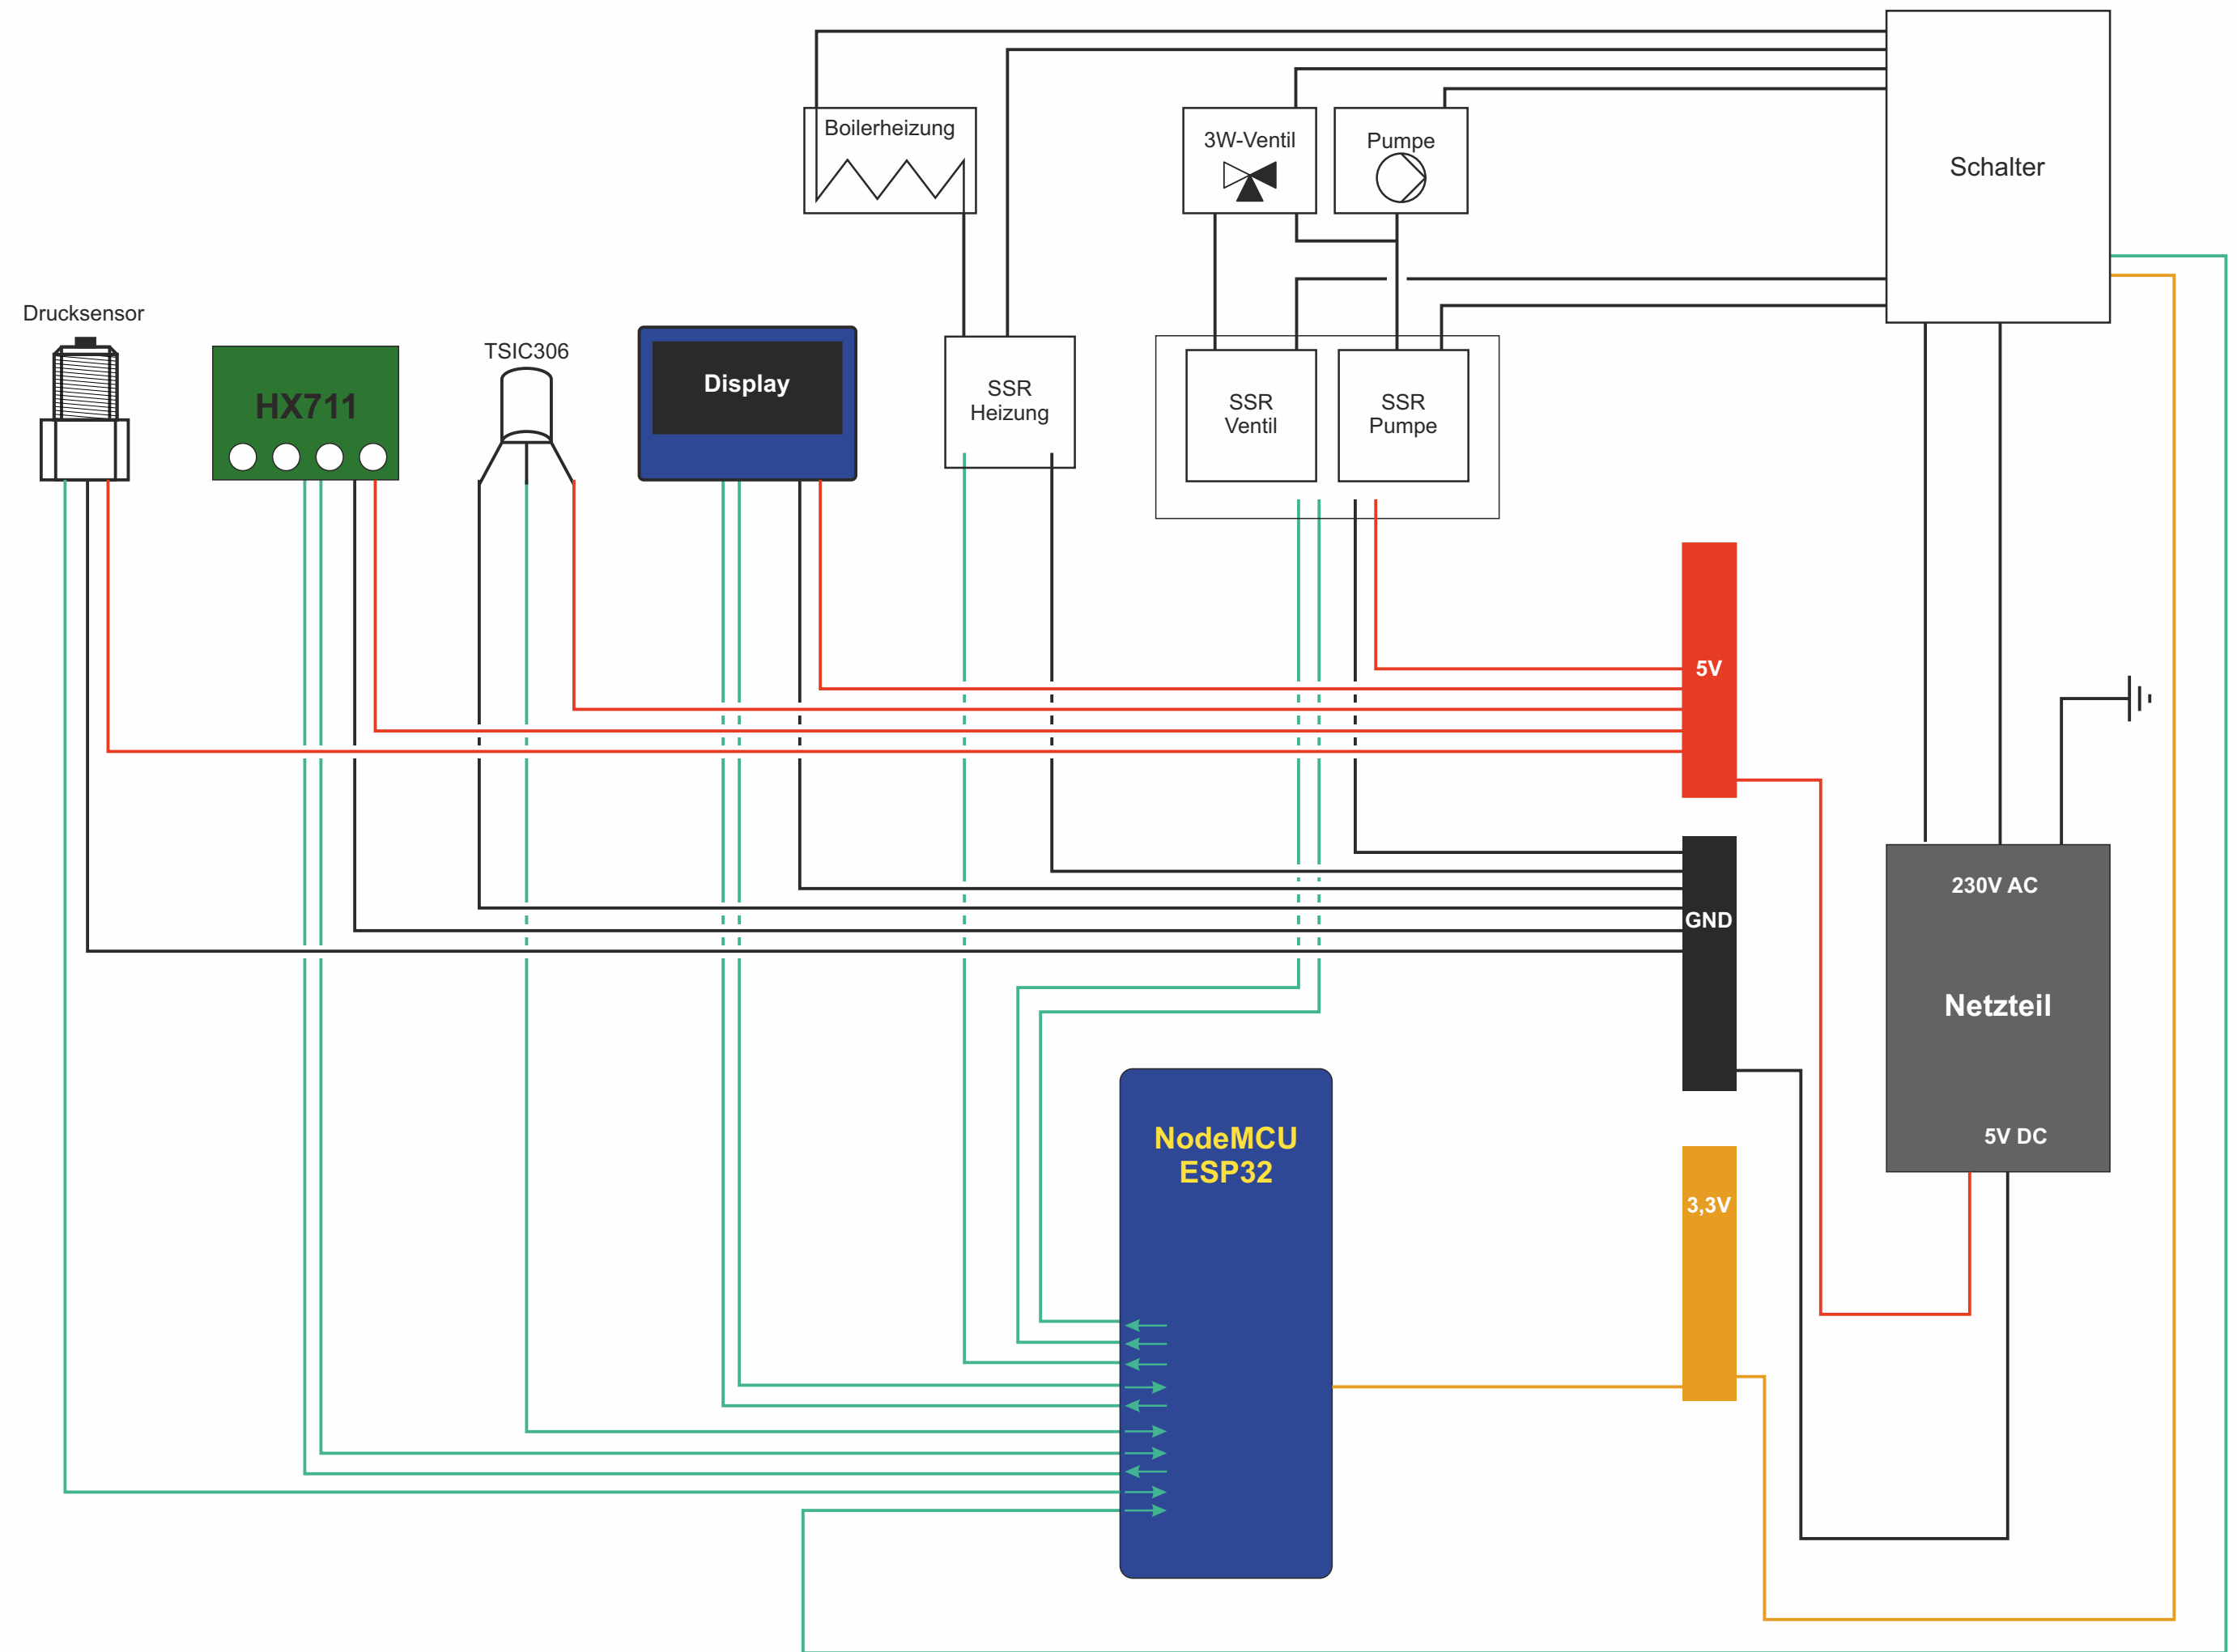 Boilerheizung
3W-Ventil
Pumpe
Schalter
Drucksensor
HX711
TSIC306
Display
SSR
Heizung
SSR
Ventil
SSR
Pumpe
5V
GND
230V AC
Netzteil
5V DC
NodeMCU
ESP32
3,3V